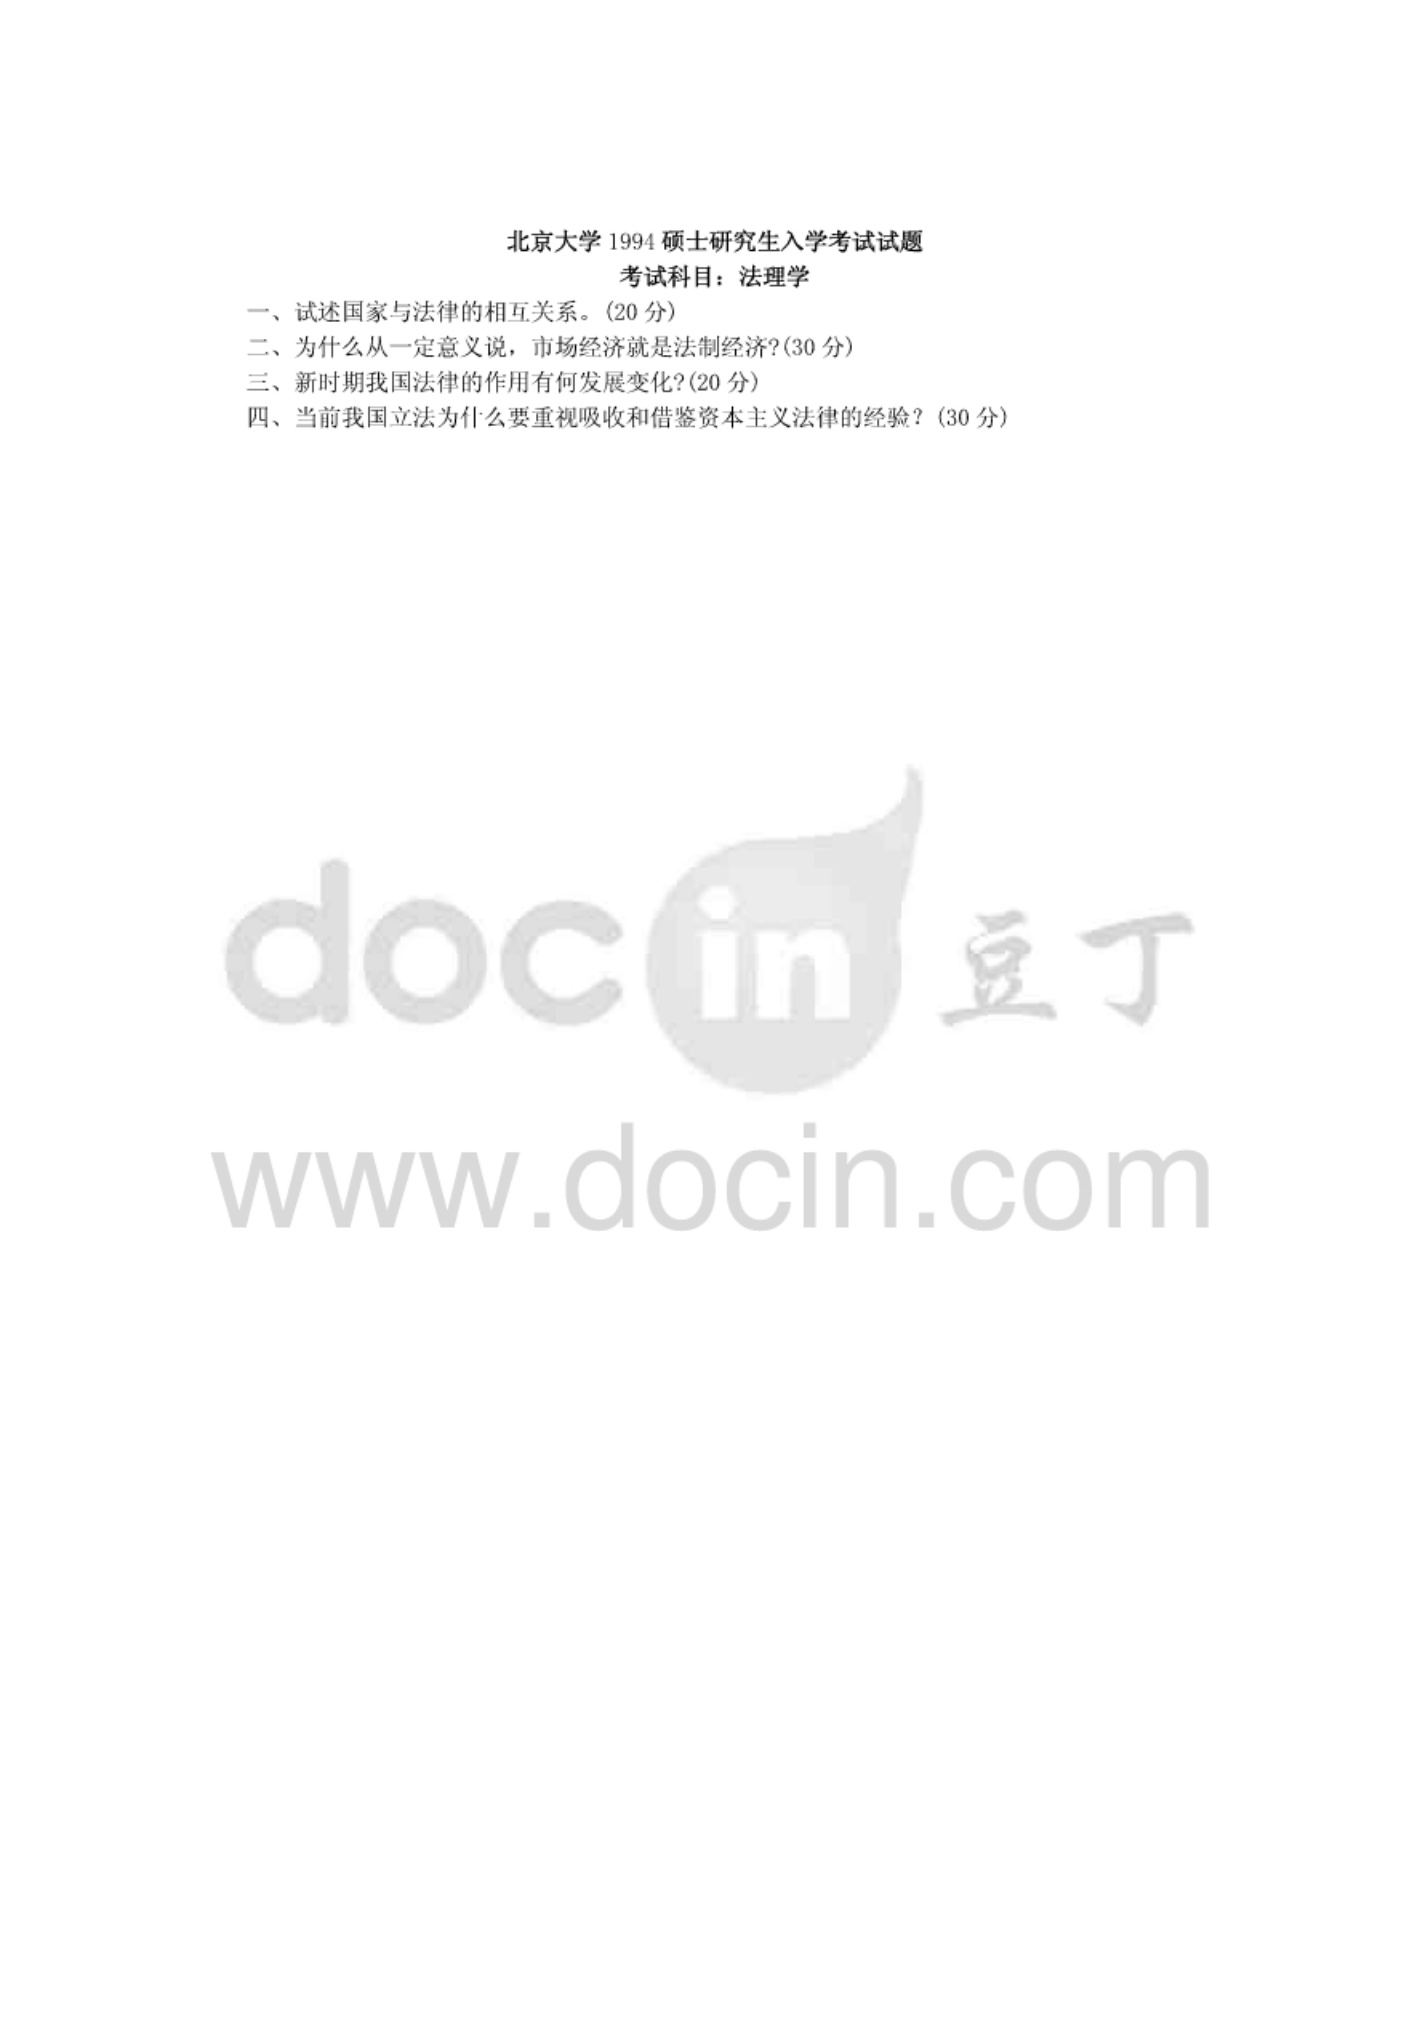 北京大学 1994 硕士研究生入学考试试题
考试科目：法理学
一、试述国家与法律的相互关系。(20 分)
二、为什么从一定意义说，市场经济就是法制经济?(30 分)
三、新时期我国法律的作用有何发展变化?(20 分)
四、当前我国立法为什么要重视吸收和借鉴资本主义法律的经验？(30 分)
docin 豆丁
www.docin.com